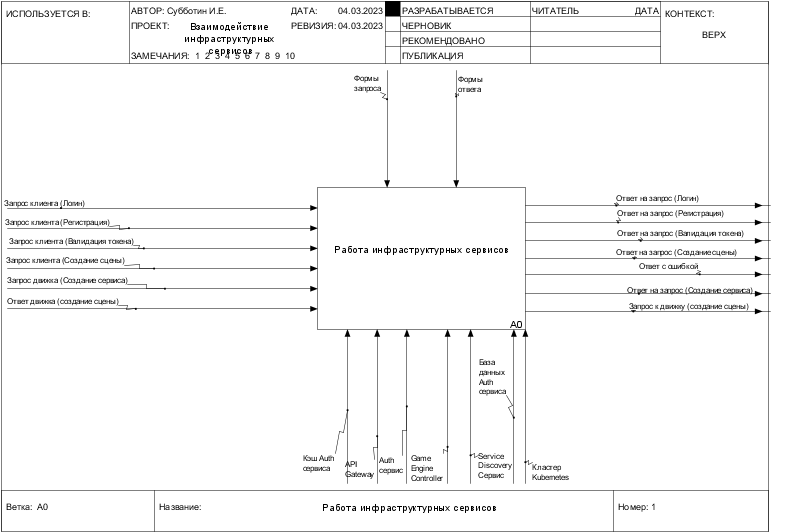 ИСПОЛЬЗУЕТСЯ В:
АВТОР: Субботин И.Е.
ДАТА: 04.03.2023
РАЗРАБАТЫВАЕТСЯ
ЧИТАТЕЛЬ
ДАТА
КОНТЕКСТ:
ПРОЕКТ: Взаимодействие
инфраструктурных
сервисов
РЕВИЗИЯ: 04.03.2023
ЧЕРНОВИК
РЕКОМЕНДОВАНО
ПУБЛИКАЦИЯ
ВЕРХ
ЗАМЕЧАНИЯ: 1 2 3 4 5 6 7 8 9 10
Формы
запроса
Формы
ответа
Запрос клиента (Логин)
Запрос клиента (Регистрация)
Запрос клиента (Валидация токена)
Запрос клиента (Создание сцены)
Запрос движка (Создание сервиса)
Ответ движка (создание сцены)
Работа инфраструктурных сервисов
A0
Ответ на запрос (Логин)
Ответ на запрос (Регистрация)
Ответ на запрос (Валидация токена)
Ответ на запрос (Создание сцены)
Ответ с ошибкой
Ответ на запрос (Создание сервиса)
Запрос к движку (создание сцены)
Кэш Auth
сервиса
API
Gateway
Auth
сервис
Game
Engine
Controller
Service
Discovery
Сервис
База
данных
Auth
сервиса
Кластер
Kubernetes
Ветка: A0
Название:
Работа инфраструктурных сервисов
Номер: 1